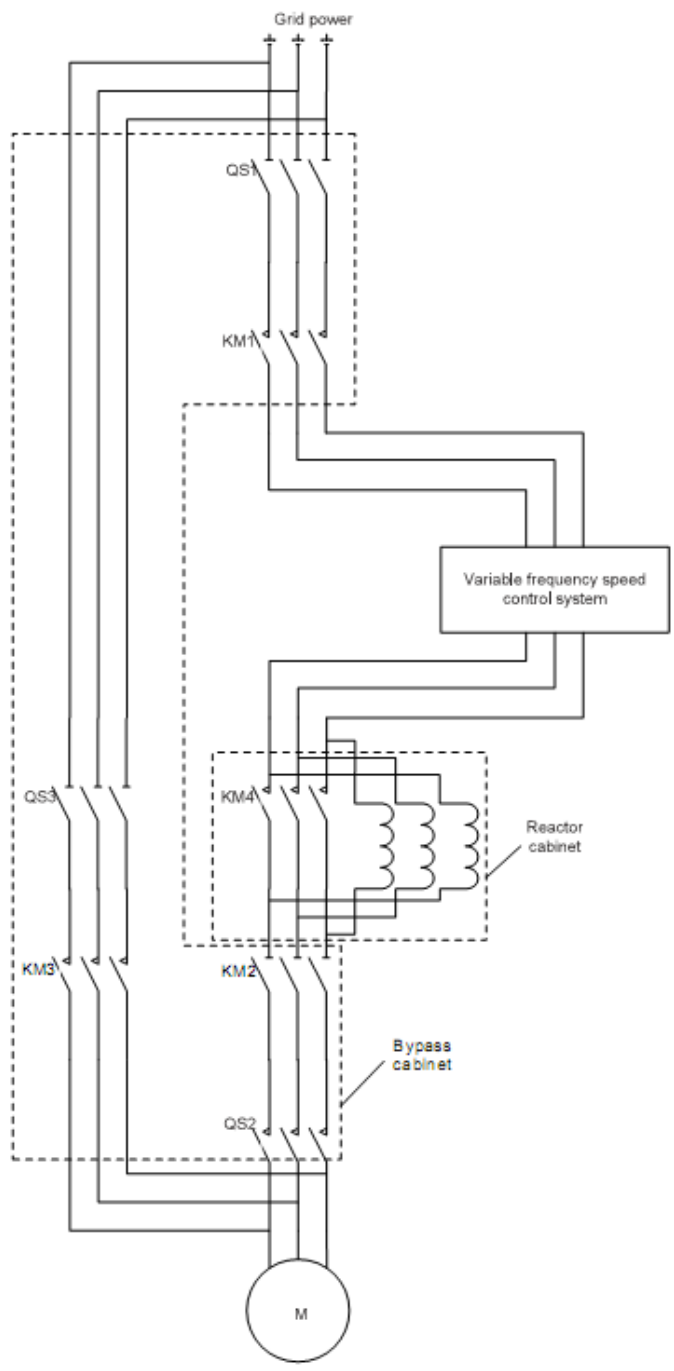 Grid power
QS1
KM1
Variable frequency speed
control system
QS3
KM4
Reactor
cabinet
KM3
KM2
Bypass
cabinet
QS2
M